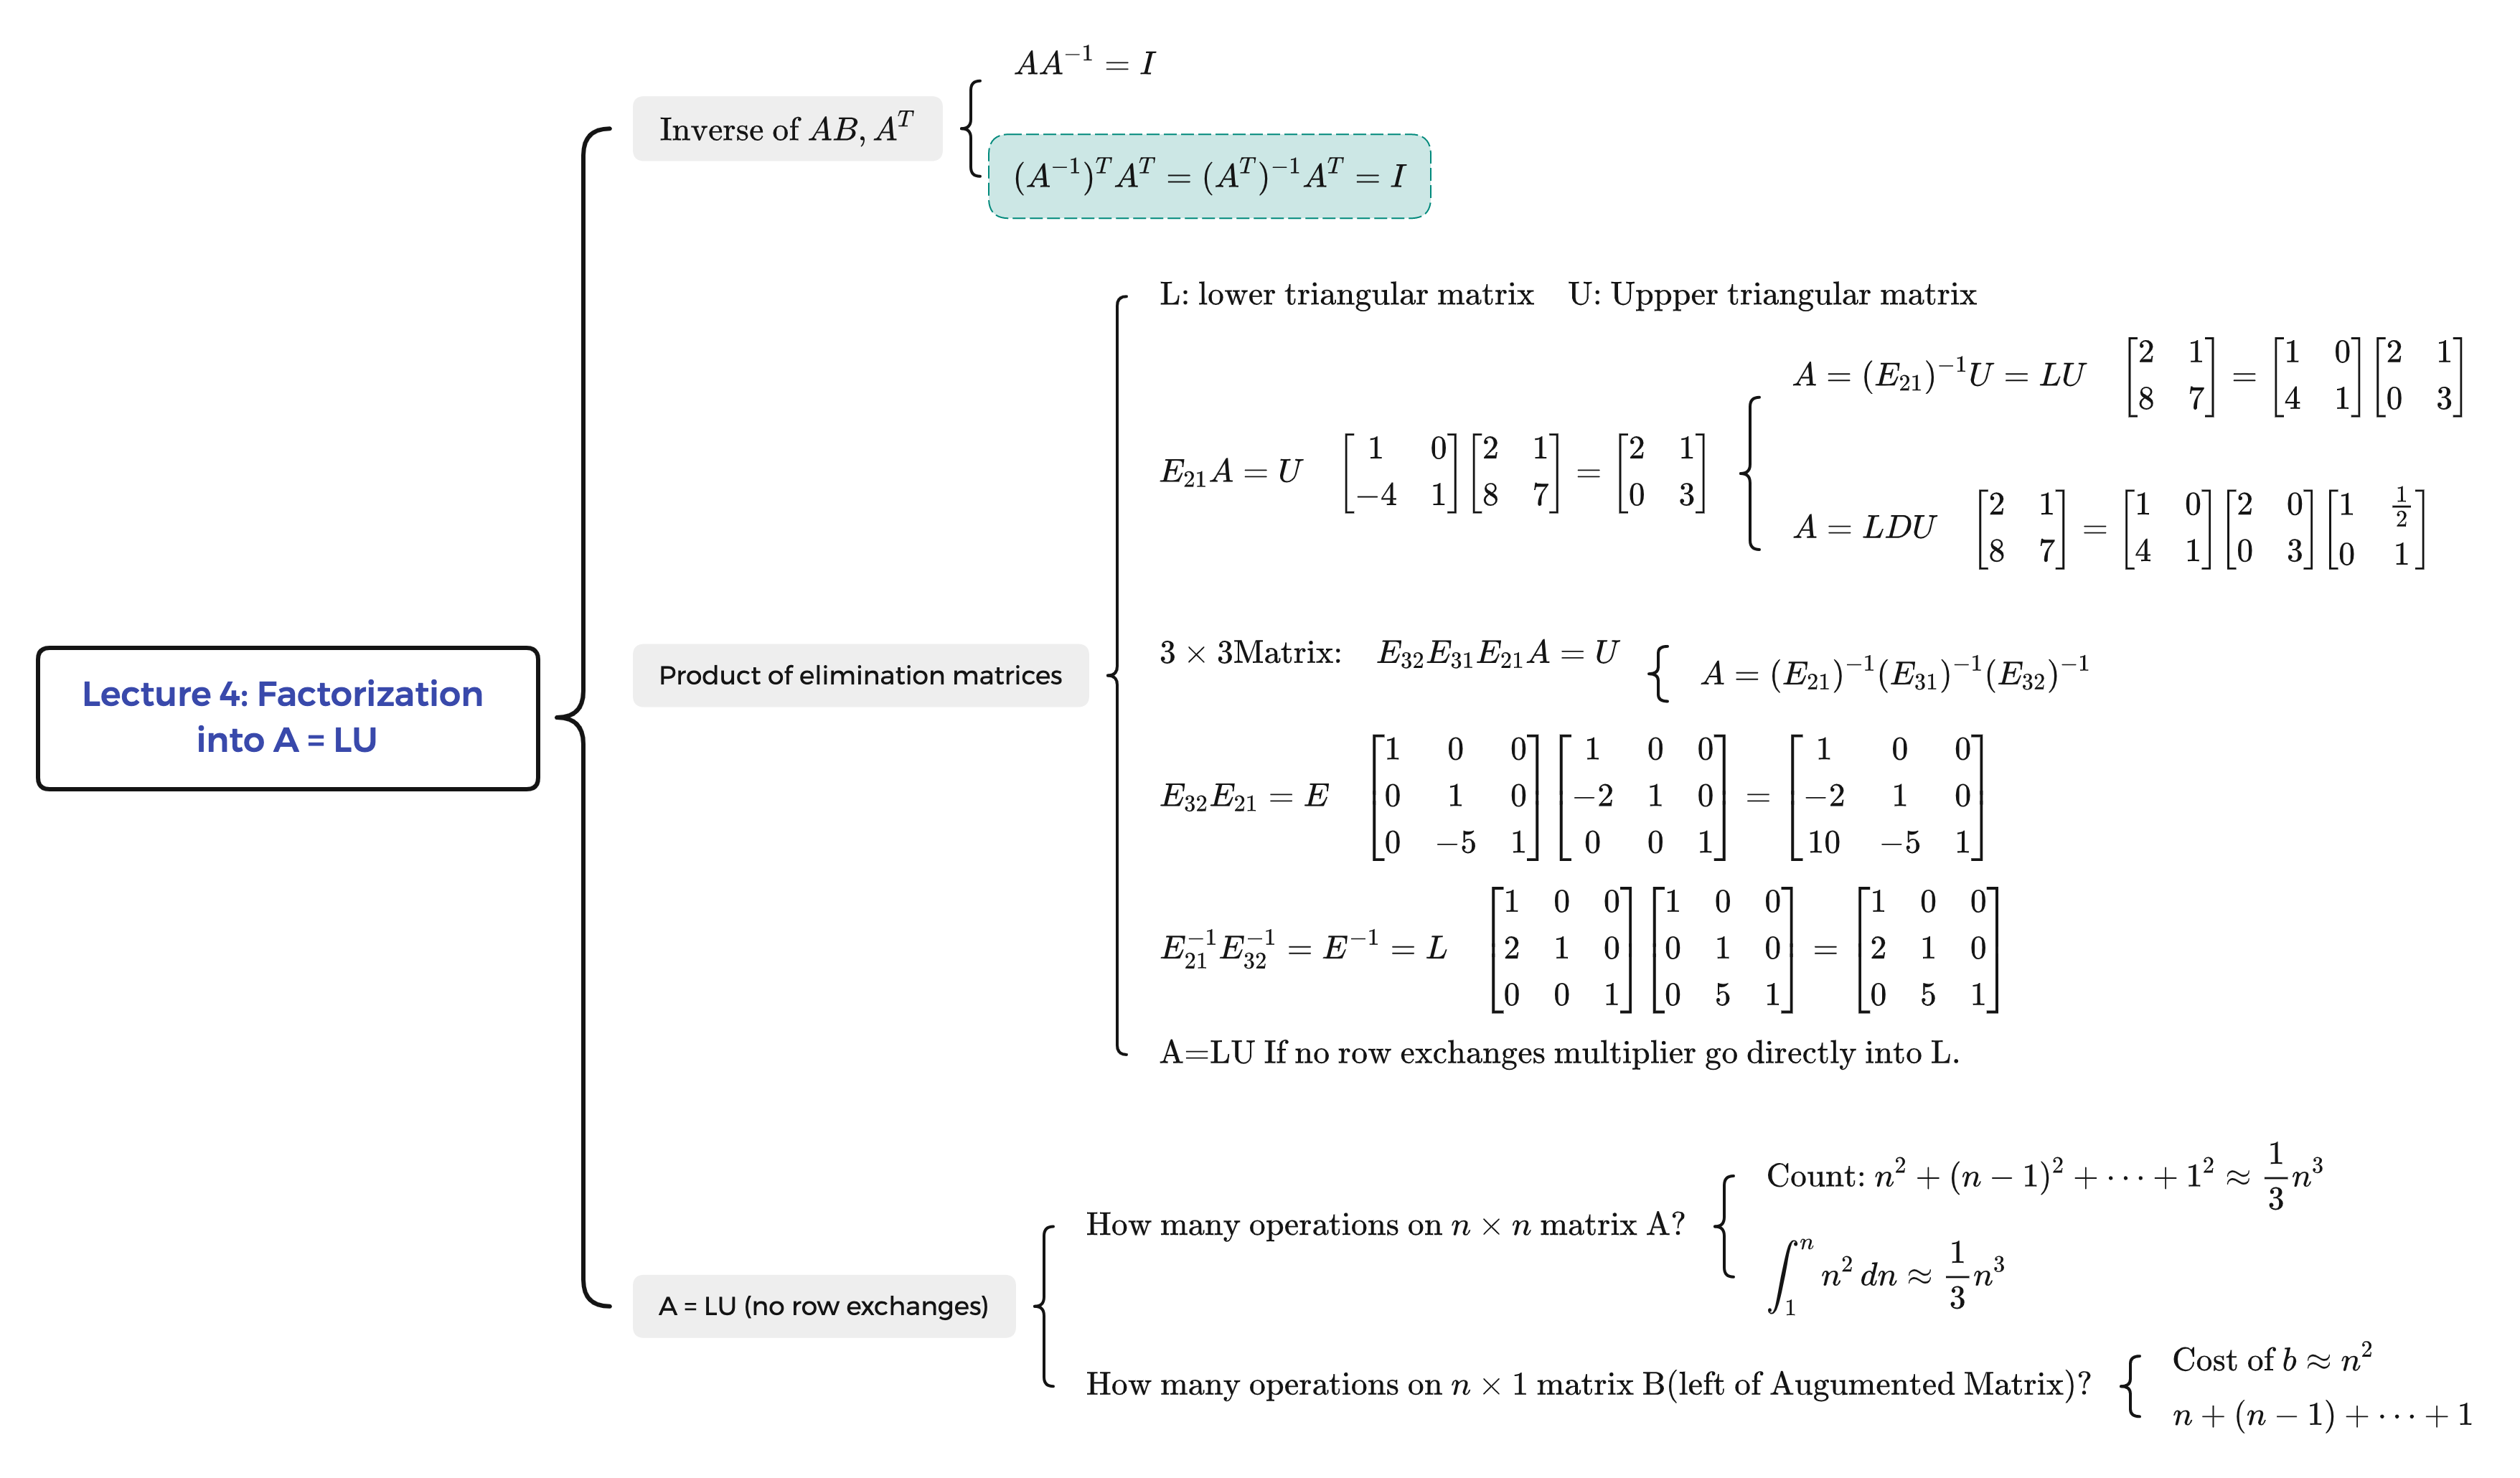 Lecture 4: Factorization
into A = LU
Inverse of $AB, A^T$
$AA^{-1} = I$
$(A^{-1})^T A^T = (A^T)^{-1} A^T = I$
Product of elimination matrices
L: lower triangular matrix U: Uppper triangular matrix
$E_{21}A = U \quad \begin{bmatrix} 1 & 0 \\ -4 & 1 \end{bmatrix} \begin{bmatrix} 2 & 1 \\ 8 & 7 \end{bmatrix} = \begin{bmatrix} 2 & 1 \\ 0 & 3 \end{bmatrix}$
$A = (E_{21})^{-1}U = LU \quad \begin{bmatrix} 2 & 1 \\ 8 & 7 \end{bmatrix} = \begin{bmatrix} 1 & 0 \\ 4 & 1 \end{bmatrix} \begin{bmatrix} 2 & 1 \\ 0 & 3 \end{bmatrix}$
$A = LDU \quad \begin{bmatrix} 2 & 1 \\ 8 & 7 \end{bmatrix} = \begin{bmatrix} 1 & 0 \\ 4 & 1 \end{bmatrix} \begin{bmatrix} 2 & 0 \\ 0 & 3 \end{bmatrix} \begin{bmatrix} 1 & \frac{1}{2} \\ 0 & 1 \end{bmatrix}$
$3 \times 3$Matrix: $E_{32}E_{31}E_{21}A = U$
$A = (E_{21})^{-1}(E_{31})^{-1}(E_{32})^{-1}$
$E_{32}E_{21} = E \quad \begin{bmatrix} 1 & 0 & 0 \\ 0 & 1 & 0 \\ 0 & -5 & 1 \end{bmatrix} \begin{bmatrix} 1 & 0 & 0 \\ -2 & 1 & 0 \\ 0 & 0 & 1 \end{bmatrix} = \begin{bmatrix} 1 & 0 & 0 \\ -2 & 1 & 0 \\ 10 & -5 & 1 \end{bmatrix}$
$E_{21}^{-1}E_{32}^{-1} = E^{-1} = L \quad \begin{bmatrix} 1 & 0 & 0 \\ 2 & 1 & 0 \\ 0 & 0 & 1 \end{bmatrix} \begin{bmatrix} 1 & 0 & 0 \\ 0 & 1 & 0 \\ 0 & 5 & 1 \end{bmatrix} = \begin{bmatrix} 1 & 0 & 0 \\ 2 & 1 & 0 \\ 0 & 5 & 1 \end{bmatrix}$
A=LU If no row exchanges multiplier go directly into L.
A = LU (no row exchanges)
How many operations on $n \times n$ matrix A?
Count: $n^2 + (n-1)^2 + \cdots + 1^2 \approx \frac{1}{3}n^3$
$\int_1^n n^2\,dn \approx \frac{1}{3}n^3$
How many operations on $n \times 1$ matrix B(left of Augumented Matrix)?
Cost of $b \approx n^2$
$n + (n-1) + \cdots + 1$